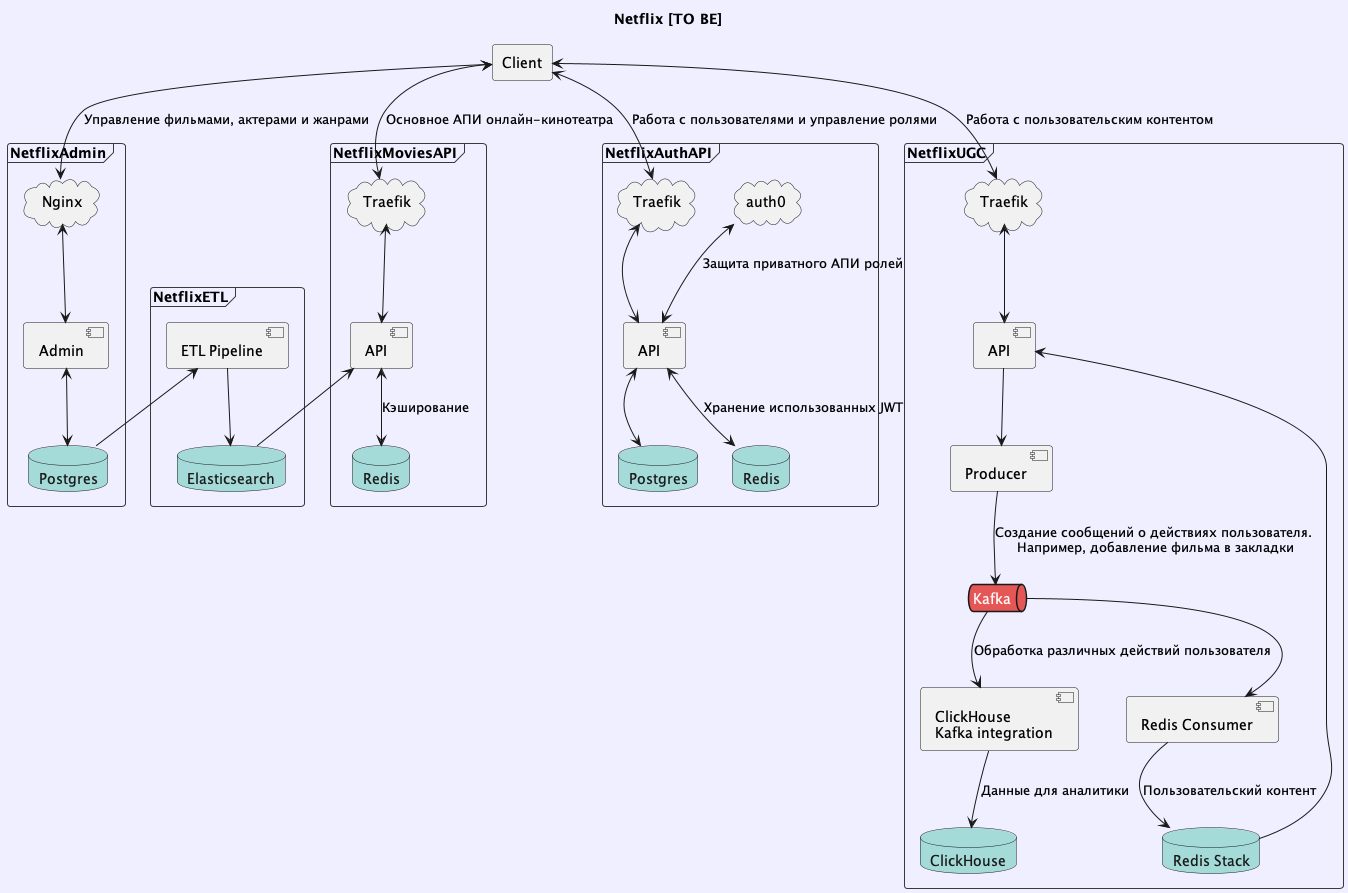 Netflix [TO BE]
Client
Управление фильмами, актерами и жанрами
Основное АПИ онлайн-кинотеатра
Работа с пользователями и управление ролями
Работа с пользовательским контентом
NetflixAdmin
Nginx
Admin
Postgres
NetflixETL
ETL Pipeline
Elasticsearch
NetflixMoviesAPI
Traefik
API
Кэширование
Redis
NetflixAuthAPI
Traefik
auth0
Защита приватного АПИ ролей
API
Хранение использованных JWT
Postgres
Redis
NetflixUGC
Traefik
API
Producer
Создание сообщений о действиях пользователя.
Например, добавление фильма в закладки
Kafka
Обработка различных действий пользователя
ClickHouse
Kafka integration
Redis Consumer
Данные для аналитики
Пользовательский контент
ClickHouse
Redis Stack